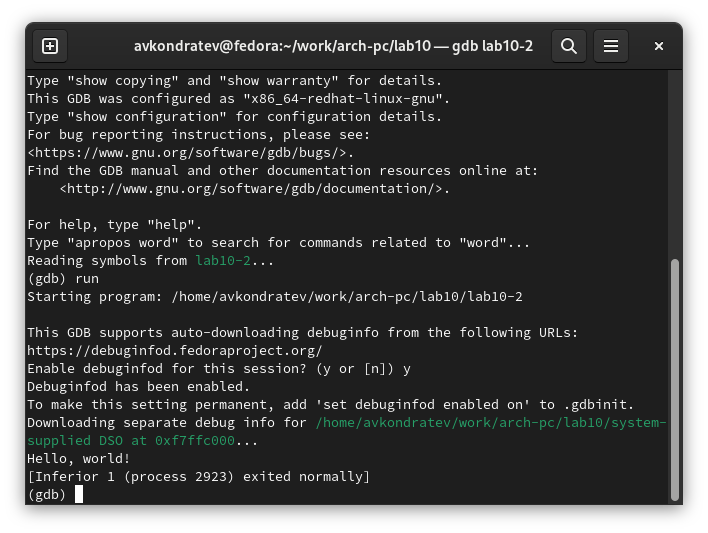 avkondratev@fedora:~/work/arch-pc/lab10 — gdb lab10-2
Type "show copying" and "show warranty" for details.
This GDB was configured as "x86_64-redhat-linux-gnu".
Type "show configuration" for configuration details.
For bug reporting instructions, please see:
<https://www.gnu.org/software/gdb/bugs/>.
Find the GDB manual and other documentation resources online at:
    <http://www.gnu.org/software/gdb/documentation/>.

For help, type "help".
Type "apropos word" to search for commands related to "word"...
Reading symbols from lab10-2...
(gdb) run
Starting program: /home/avkondratev/work/arch-pc/lab10/lab10-2

This GDB supports auto-downloading debuginfo from the following URLs:
https://debuginfod.fedoraproject.org/
Enable debuginfod for this session? (y or [n]) y
Debuginfod has been enabled.
To make this setting permanent, add 'set debuginfod enabled on' to .gdbinit.
Downloading separate debug info for /home/avkondratev/work/arch-pc/lab10/system-
supplied DSO at 0xf7ffc000...
Hello, world!
[Inferior 1 (process 2923) exited normally]
(gdb)